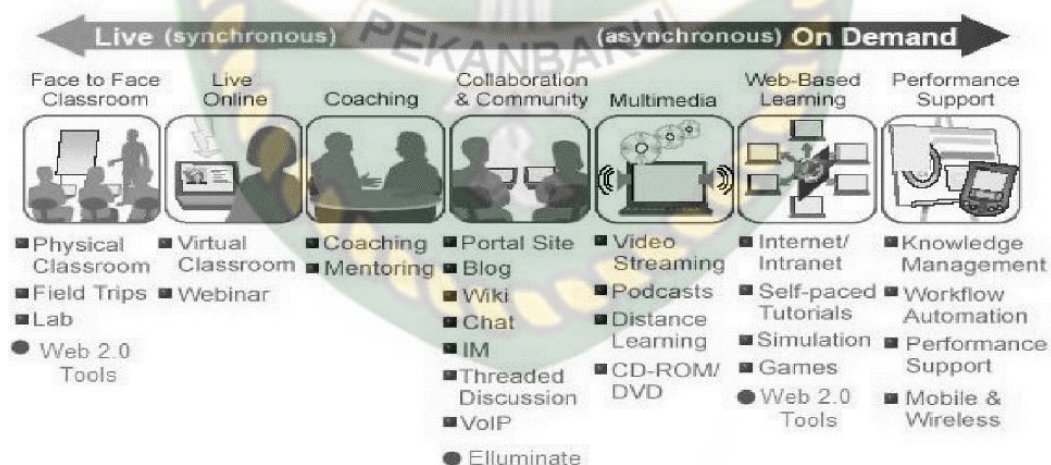 PEKANBARU
Live (synchronous)
(asynchronous) On Demand
Face to Face
Classroom
Live
Online
Coaching
Collaboration
& Community
Multimedia
Web-Based
Learning
Performance
Support
Physical
Classroom
Field Trips
Lab
Web 2.0
Tools
Virtual
Classroom
Webinar
Coaching
Mentoring
Portal Site
Blog
Wiki
Chat
IM
Threaded
Discussion
VoIP
Elluminate
Video
Streaming
Podcasts
Distance
Learning
CD-ROM/
DVD
Internet/
Intranet
Self-paced
Tutorials
Simulation
Games
Web 2.0
Tools
Knowledge
Management
Workflow
Automation
Performance
Support
Mobile &
Wireless